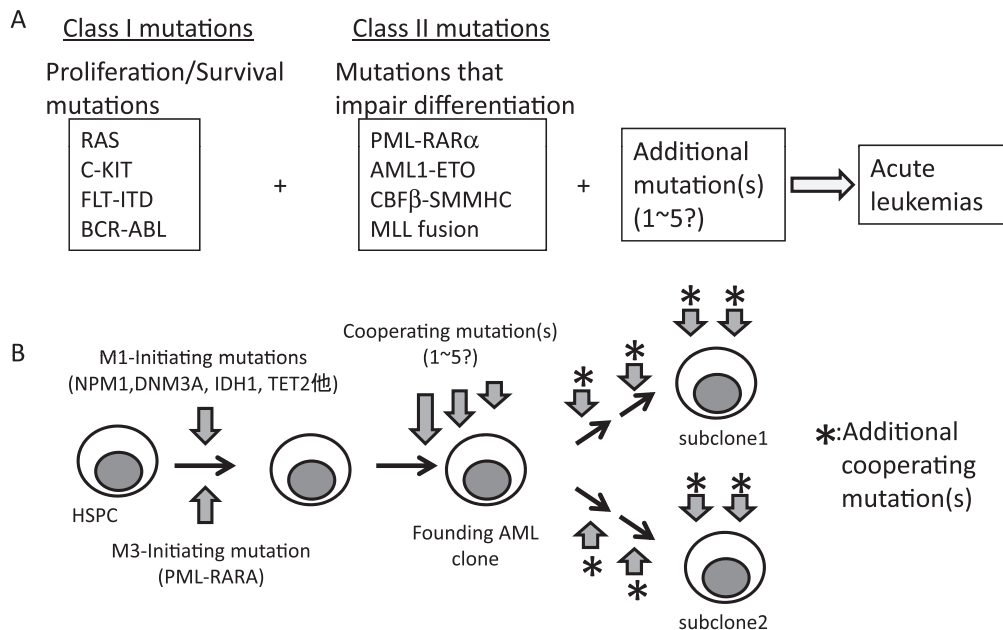 A
Class I mutations
Proliferation/Survival
mutations
RAS
C-KIT
FLT-ITD
BCR-ABL
+
Class II mutations
Mutations that
impair differentiation
PML-RARα
AML1-ETO
CBFβ-SMMHC
MLL fusion
+
Additional
mutation(s)
(1~5?)
Acute
leukemias
B
M1-Initiating mutations
(NPM1,DNM3A, IDH1, TET2他)
HSPC
M3-Initiating mutation
(PML-RARA)
Cooperating mutation(s)
(1~5?)
Founding AML
clone
* *
*
*
subclone1
* *
*
*
subclone2
*:Additional
cooperating
mutation(s)